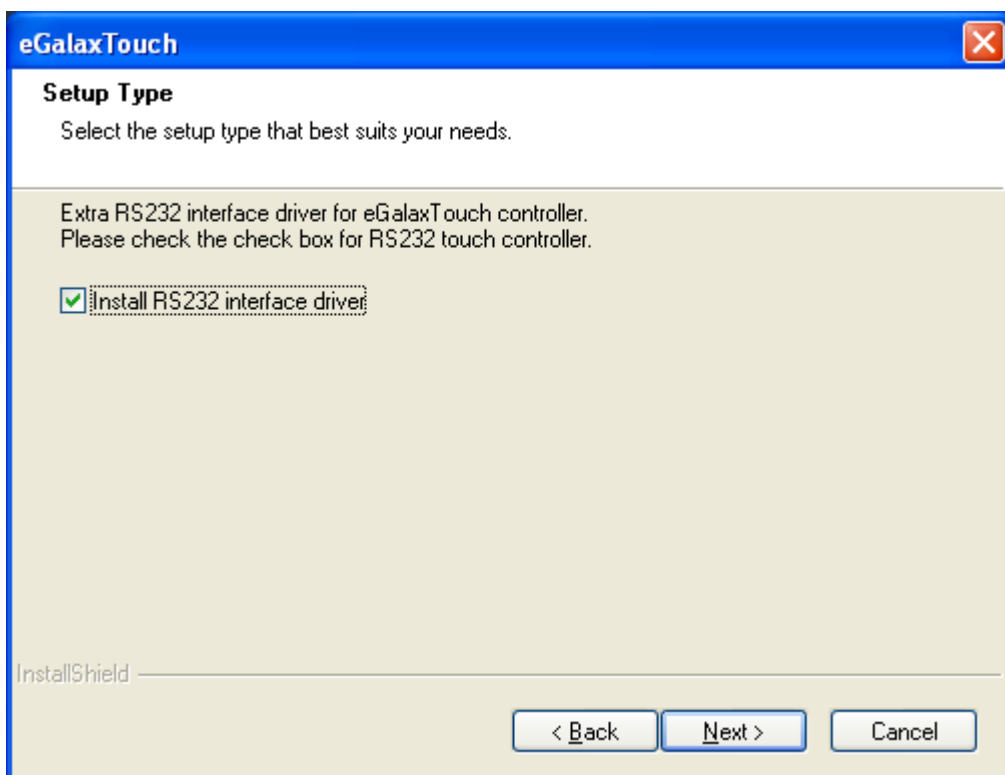 eGalaxTouch
Setup Type
Select the setup type that best suits your needs.
Extra RS232 interface driver for eGalaxTouch controller.
Please check the check box for RS232 touch controller.
Install RS232 interface driver
InstallShield
< Back Next > Cancel